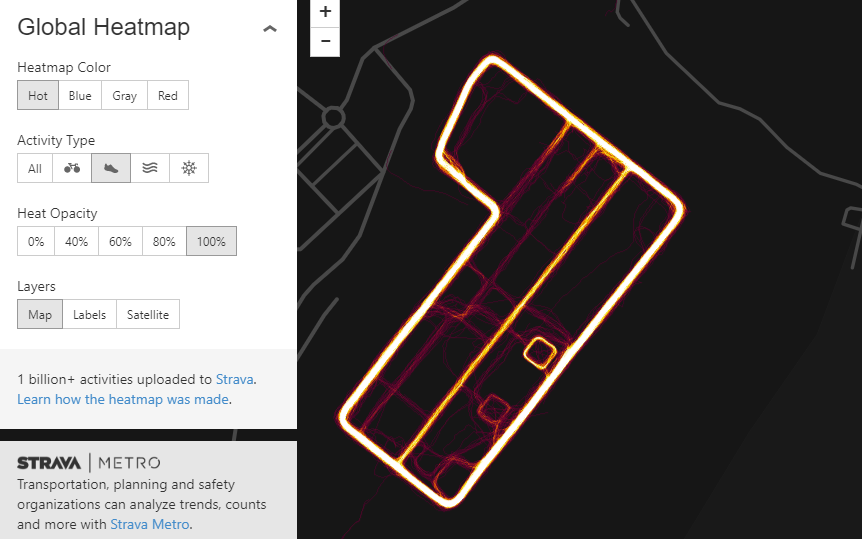 Global Heatmap
+
−
Heatmap Color
Hot Blue Gray Red
Activity Type
All
Heat Opacity
0% 40% 60% 80% 100%
Layers
Map Labels Satellite
1 billion+ activities uploaded to Strava.
Learn how the heatmap was made.
STRAVA | METRO
Transportation, planning and safety
organizations can analyze trends, counts
and more with Strava Metro.